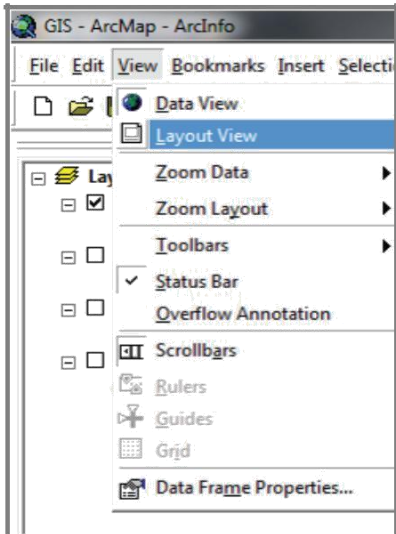 GIS - ArcMap - ArcInfo
File Edit View Bookmarks Insert
Data View
Layout View
Zoom Data
Zoom Layout
Toolbars
Status Bar
Overflow Annotation
Scrollbars
Rulers
Guides
Grid
Data Frame Properties...